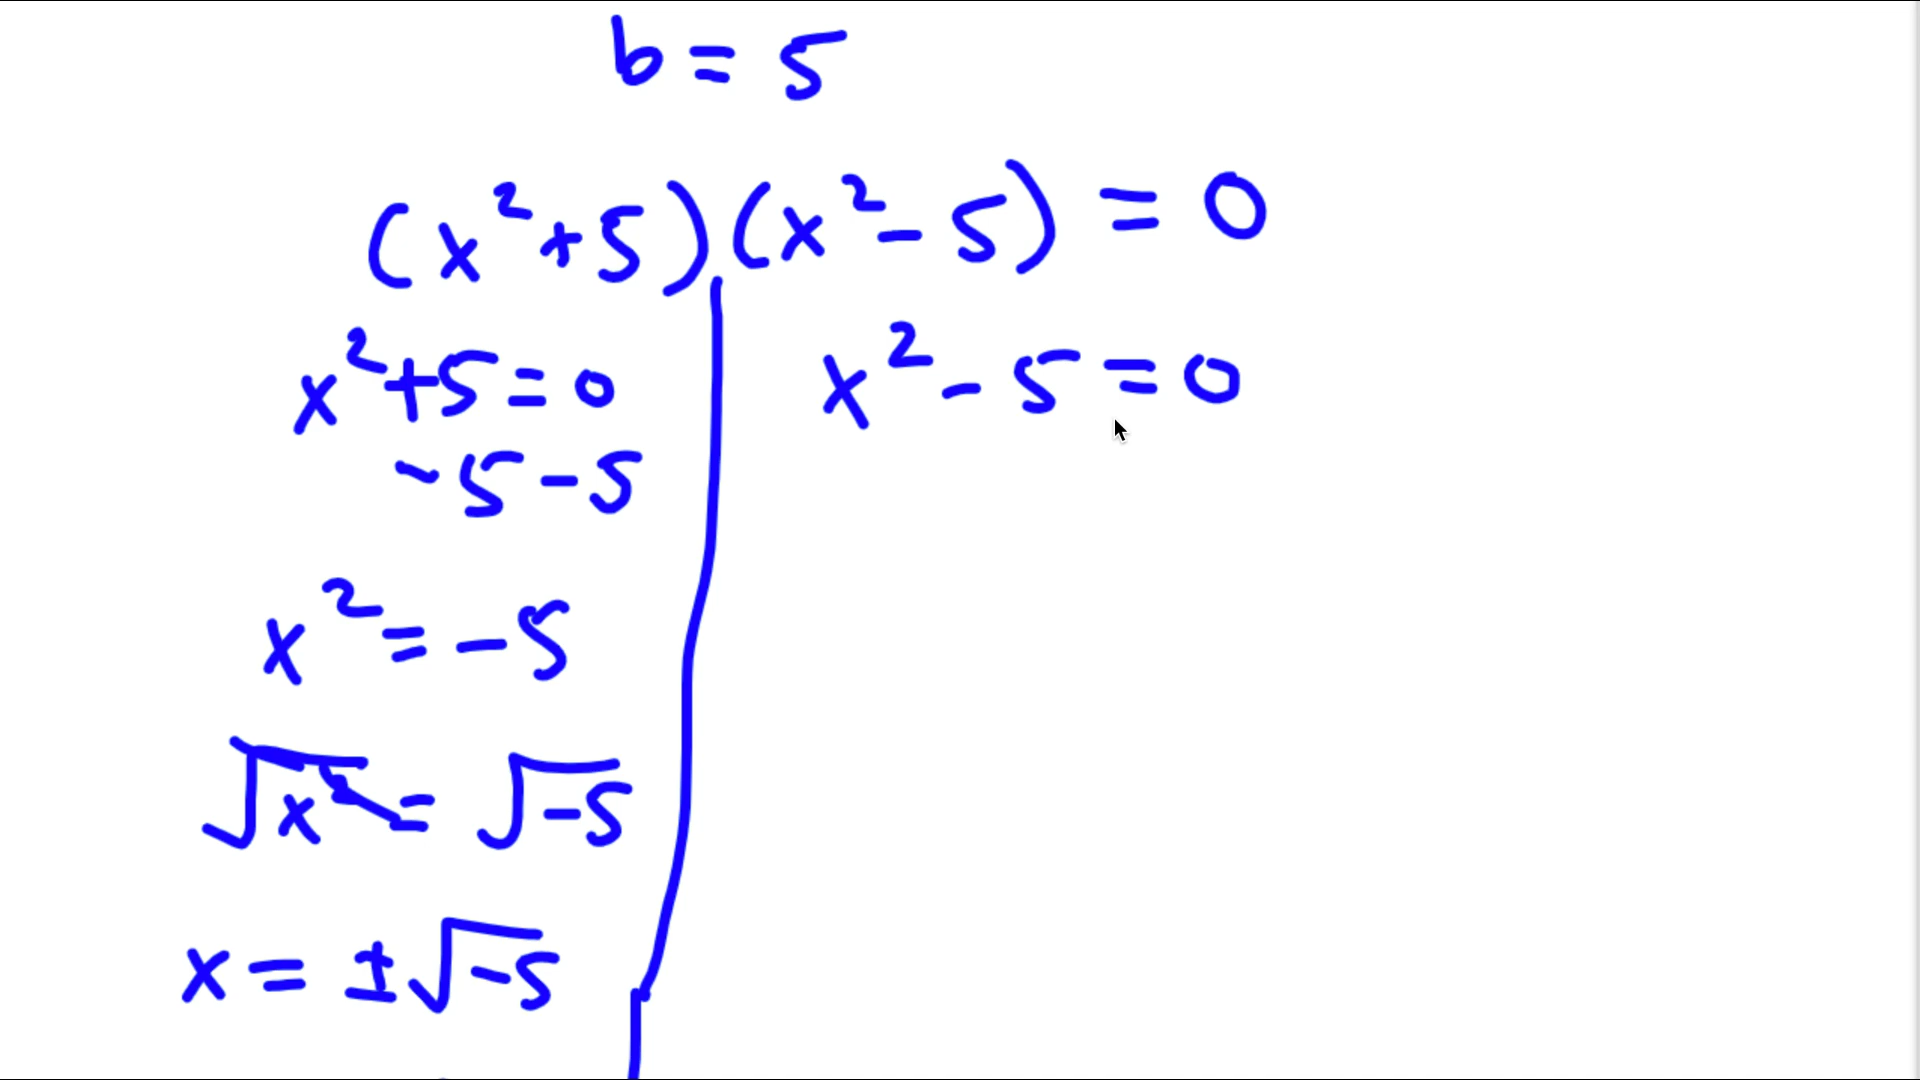 b = 5
(x²+5)(x²-5) = 0
x²+5=0
-5-5
x²=-5
√x²=√-5
x=±√-5
x²-5=0